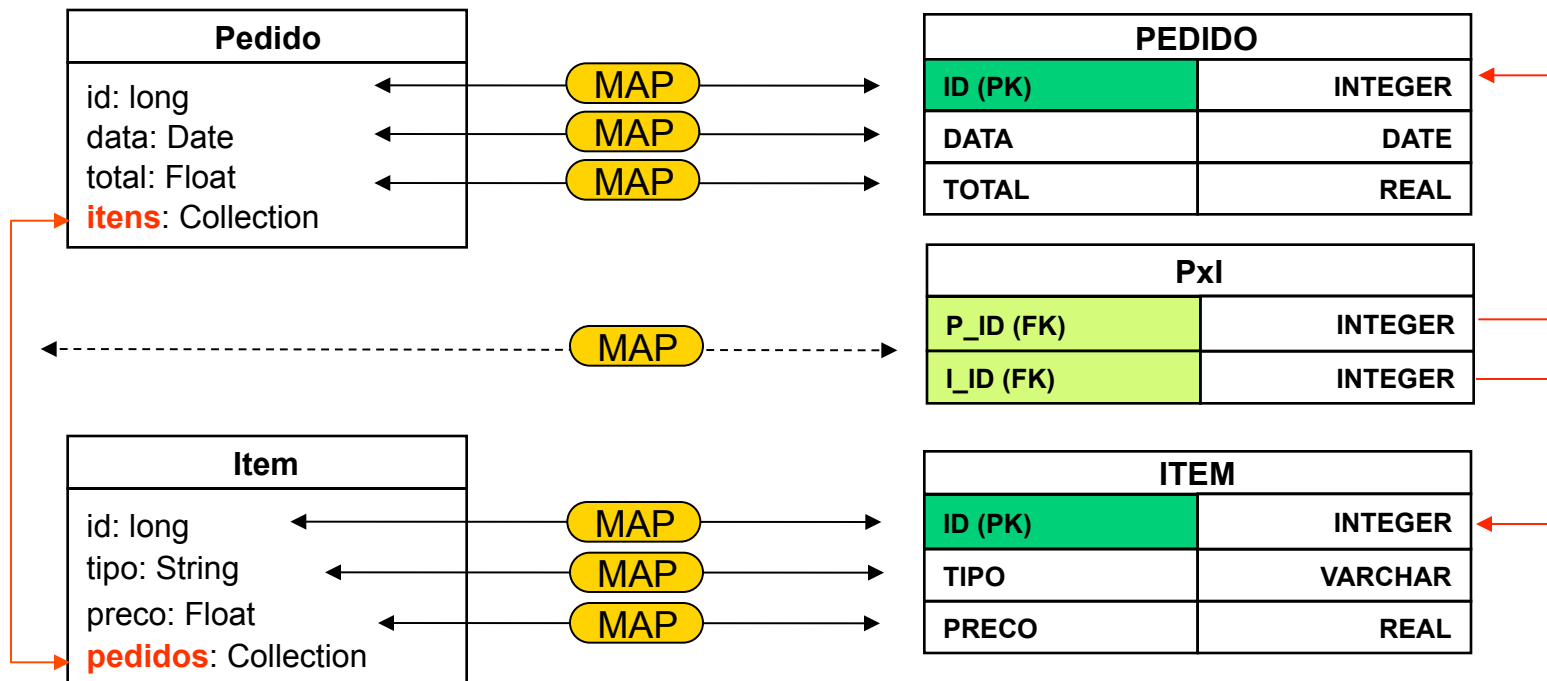 Pedido
id: long
data: Date
total: Float
itens: Collection
MAP
MAP
MAP
PEDIDO
ID (PK) INTEGER
DATA DATE
TOTAL REAL
MAP
PxI
P_ID (FK) INTEGER
I_ID (FK) INTEGER
Item
id: long
tipo: String
preco: Float
pedidos: Collection
MAP
MAP
MAP
ITEM
ID (PK) INTEGER
TIPO VARCHAR
PRECO REAL